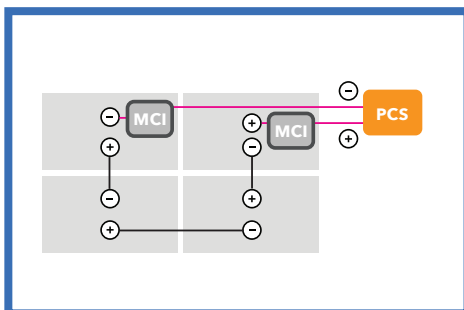 −
− MCI + MCI PCS
+ − +
− +
+ −